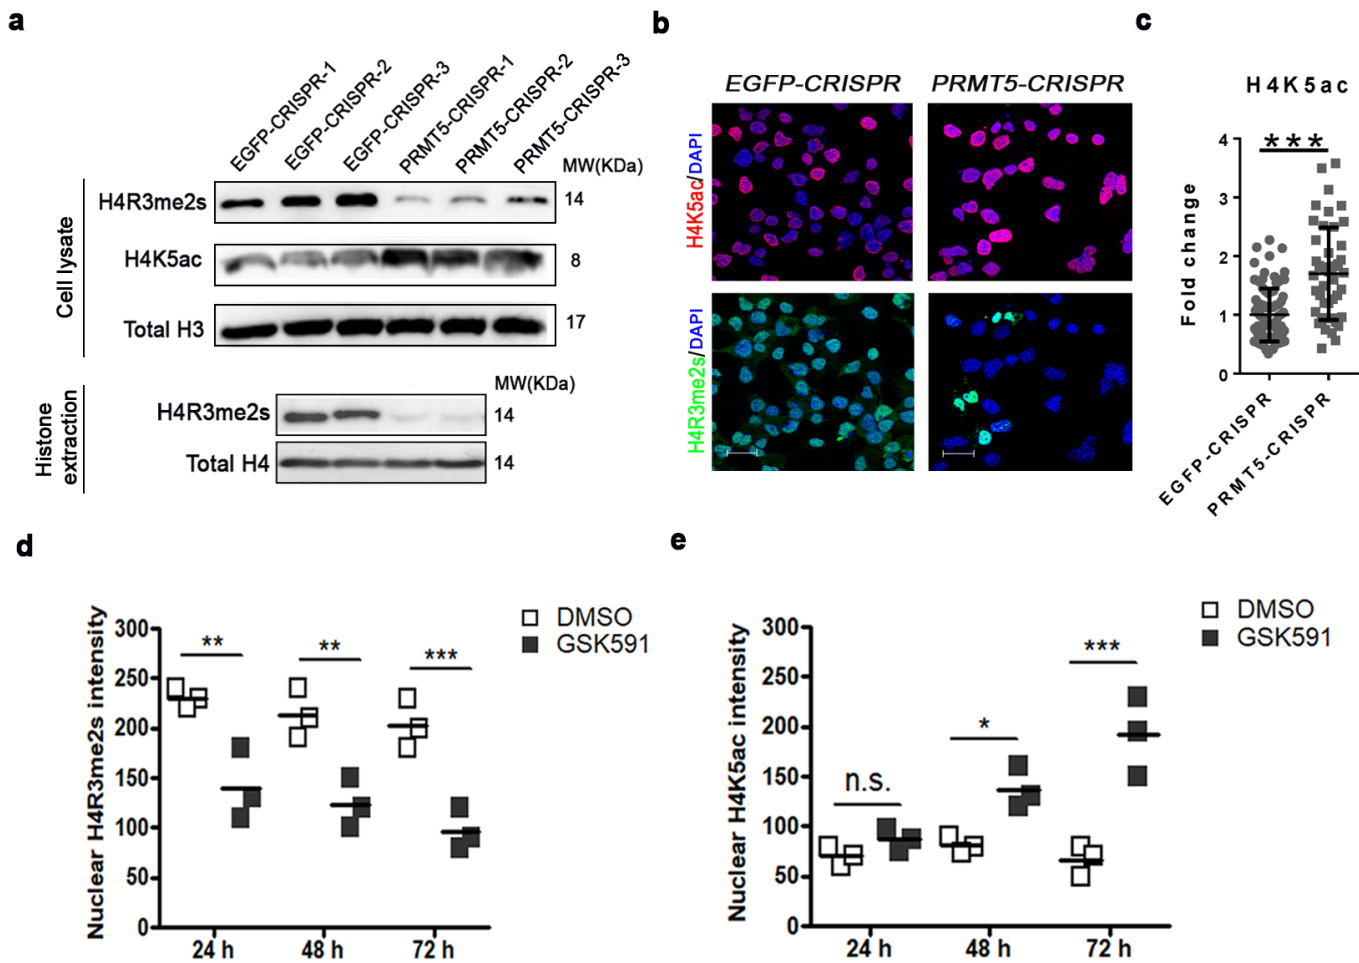 a
EGFP-CRISPR-1
EGFP-CRISPR-2
EGFP-CRISPR-3
PRMT5-CRISPR-1
PRMT5-CRISPR-2
PRMT5-CRISPR-3
MW(KDa)
Cell lysate
H4R3me2s
14
H4K5ac
8
Total H3
17
MW(KDa)
Histone
extraction
H4R3me2s
14
Total H4
14
b
EGFP-CRISPR
PRMT5-CRISPR
H4K5ac/DAPI
H4R3me2s/DAPI
c
H4K5ac
***
Fold change
4
3
2
1
0
EGFP-CRISPR
PRMT5-CRISPR
d
DMSO
GSK591
Nuclear H4R3me2s intensity
300
250
200
150
100
50
0
**
**
***
24 h
48 h
72 h
e
DMSO
GSK591
Nuclear H4K5ac intensity
300
250
200
150
100
50
0
n.s.
*
***
24 h
48 h
72 h